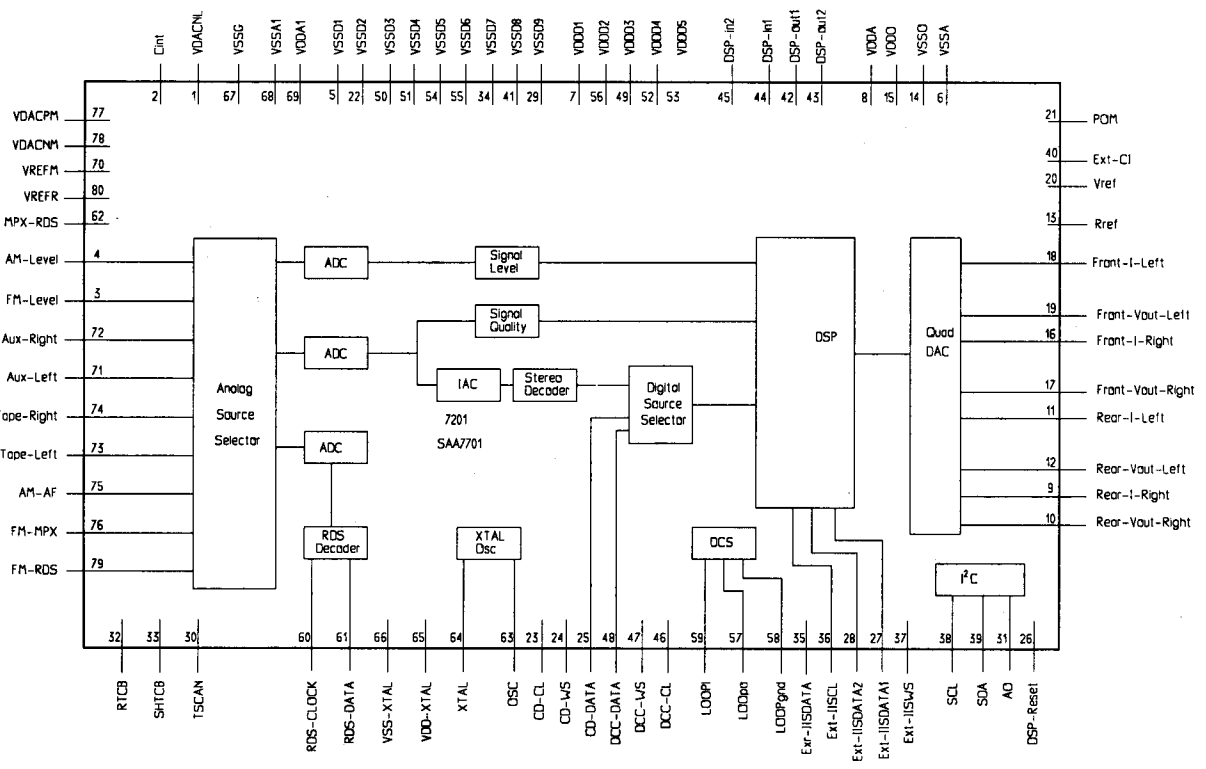 Cint
VDACNL
VSSG
VSSA1
VDDA1
VSSD1
VSSD2
VSSD3
VSSD4
VSSD5
VSSD6
VSSD7
VSSD8
VSSD9
VDDD1
VDDD2
VDDD3
VDDD4
VDDD5
DSP-in2
DSP-in1
DSP-out1
DSP-out2
VDDA
VDDO
VSSO
VSSA
2 1 67 68 69 5 22 50 51 54 55 34 41 29 7 56 49 52 53 45 44 42 43 8 15 14 6
VDACPM 77
21 POM
VDACNM 78
40 Ext-CI
VREFM 70
20 Vref
VREFR 80
MPX-RDS 62
13 Rref
AM-Level 4
ADC
Signal
Level
18 Front-I-Left
FM-Level 3
Signal
Quality
19 Front-Vout-Left
Aux-Right 72
ADC
DSP
Quad
DAC
16 Front-I-Right
Aux-Left 71
Analog
Source
Selector
IAC
Stereo
Decoder
Digital
Source
Selector
17 Front-Vout-Right
Tape-Right 74
7201
SAA7701
11 Rear-I-Left
Tape-Left 73
ADC
12 Rear-Vout-Left
AM-AF 75
9 Rear-I-Right
FM-MPX 76
RDS
Decoder
XTAL
Osc
OCS
10 Rear-Vout-Right
FM-RDS 79
I²C
32 33 30 60 61 66 65 64 63 23 24 25 48 47 46 59 57 58 35 36 28 27 37 38 39 31 26
RTCB
SHTCB
TSCAN
RDS-CLOCK
RDS-DATA
VSS-XTAL
VDD-XTAL
XTAL
OSC
CD-CL
CD-WS
CD-DATA
DCC-DATA
DCC-WS
DCC-CL
LOOPI
LOOPo
LOOPgnd
Exr-IISDATA
Ext-IISCL
Ext-IISDATA2
Ext-IISDATA1
Ext-IISWS
SCL
SDA
AO
DSP-Reset